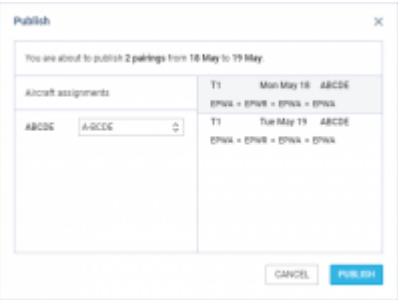 Publish
You are about to publish 2 pairings from 18 May to 19 May.
Aircraft assignments
ABCDE A-BCDE
T1 Mon May 18 ABCDE
EPWA - EPWR - EPWA - EPWA
T1 Tue May 19 ABCDE
EPWA - EPWR - EPWA - EPWA
CANCEL PUBLISH